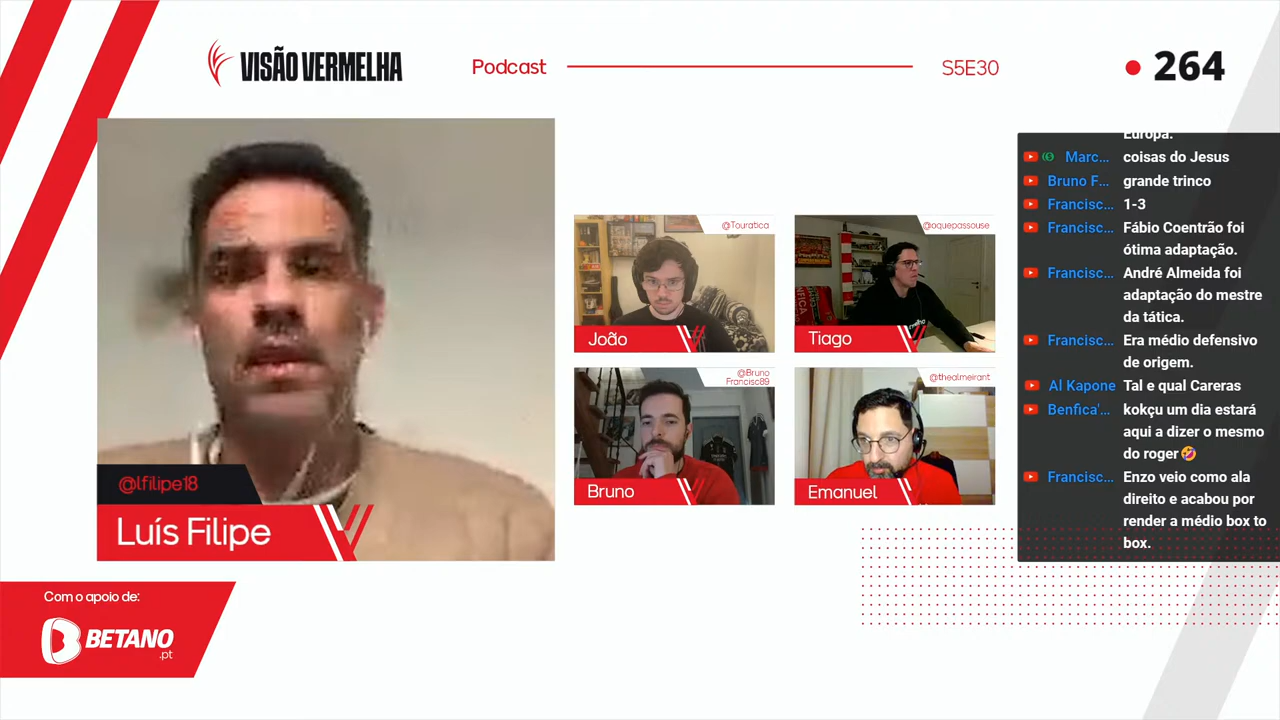 VISÃO VERMELHA
Podcast
S5E30
264
@lfilipe18
Luís Filipe
@Touratica
João
@oquepassouse
Tiago
@Bruno
Francisc89
Bruno
@thealmeirant
Emanuel
Europa.
Marc... coisas do Jesus
Bruno F... grande trinco
Francisc... 1-3
Francisc... Fábio Coentrão foi
ótima adaptação.
Francisc... André Almeida foi
adaptação do mestre
da tática.
Francisc... Era médio defensivo
de origem.
Al Kapone Tal e qual Careras
Benfica'... kokçu um dia estará
aqui a dizer o mesmo
do roger🤣
Francisc... Enzo veio como ala
direito e acabou por
render a médio box to
box.
Com o apoio de:
BETANO
.pt